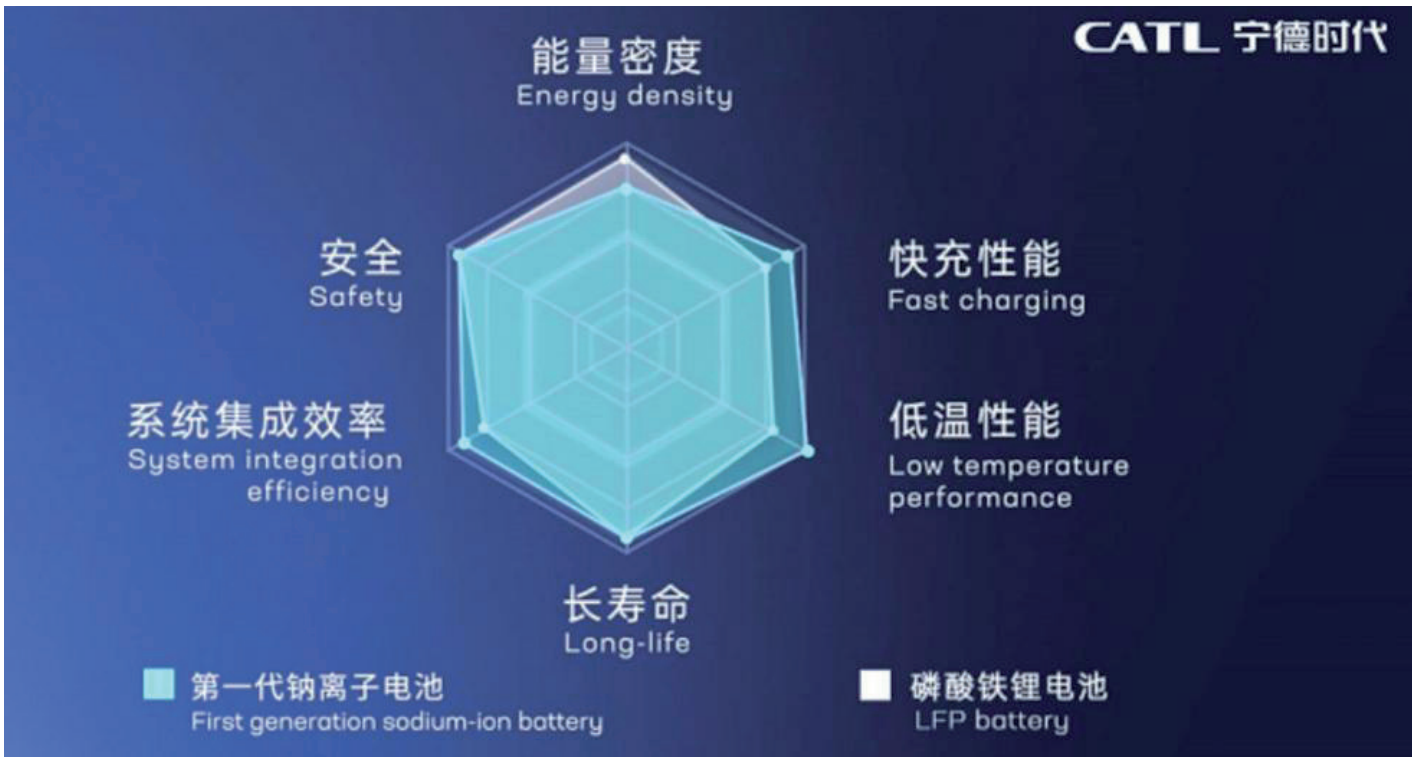 CATL 宁德时代
能量密度
Energy density
安全
Safety
快充性能
Fast charging
系统集成效率
System integration
efficiency
低温性能
Low temperature
performance
长寿命
Long-life
第一代钠离子电池
First generation sodium-ion battery
磷酸铁锂电池
LFP battery